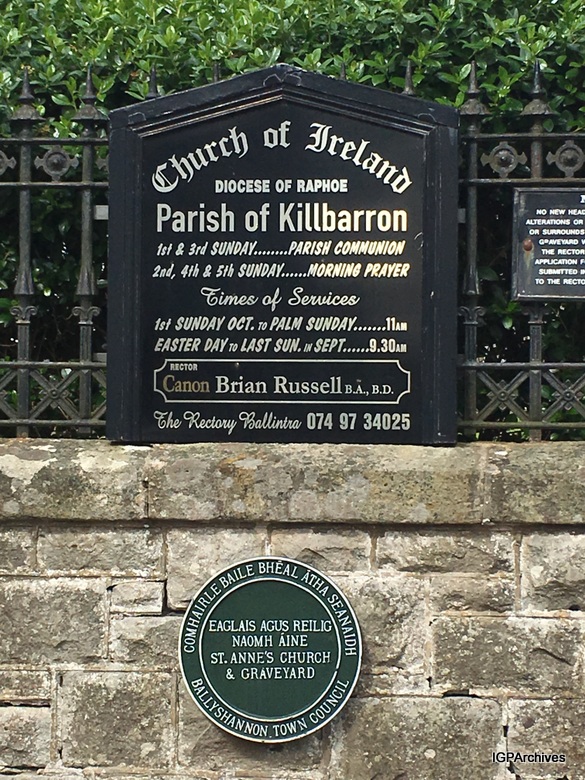 Church of Ireland
DIOCESE OF RAPHOE
Parish of Killbarron
1st & 3rd SUNDAY........PARISH COMMUNION
2nd, 4th & 5th SUNDAY......MORNING PRAYER
Times of Services
1st SUNDAY OCT. TO PALM SUNDAY.......11AM
EASTER DAY TO LAST SUN. IN SEPT......9.30AM
RECTOR
Canon Brian Russell B.A., B.D.
The Rectory Ballintra 074 97 34025
NO NEW HEAD
ALTERATIONS OR
OR SURROUNDS
GRAVEYARD
THE RECTOR
APPLICATION F
SUBMITTED IN
TO THE RECTO
COMHAIRLE BAILE BHÉAL ÁTHA SEANAIDH
EAGLAIS AGUS REILIG
NAOMH ÁINE
ST. ANNE'S CHURCH
& GRAVEYARD
BALLYSHANNON TOWN COUNCIL
IGPArchives